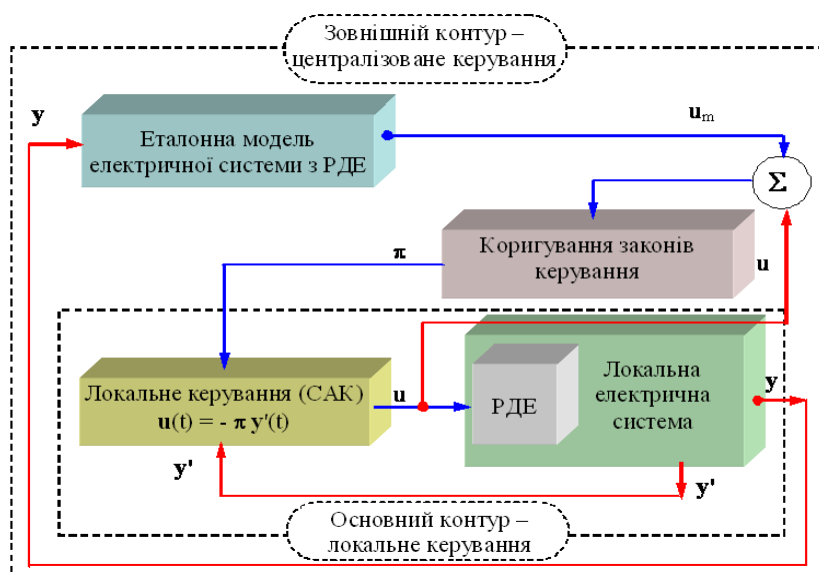 Зовнішній контур –
централізоване керування
y
Еталонна модель
електричної системи з РДЕ
u_m
Σ
Коригування законів
керування
π
u
Локальне керування (САК)
u(t) = - π y'(t)
u
РДЕ
Локальна
електрична
система
y
y'
y'
Основний контур –
локальне керування